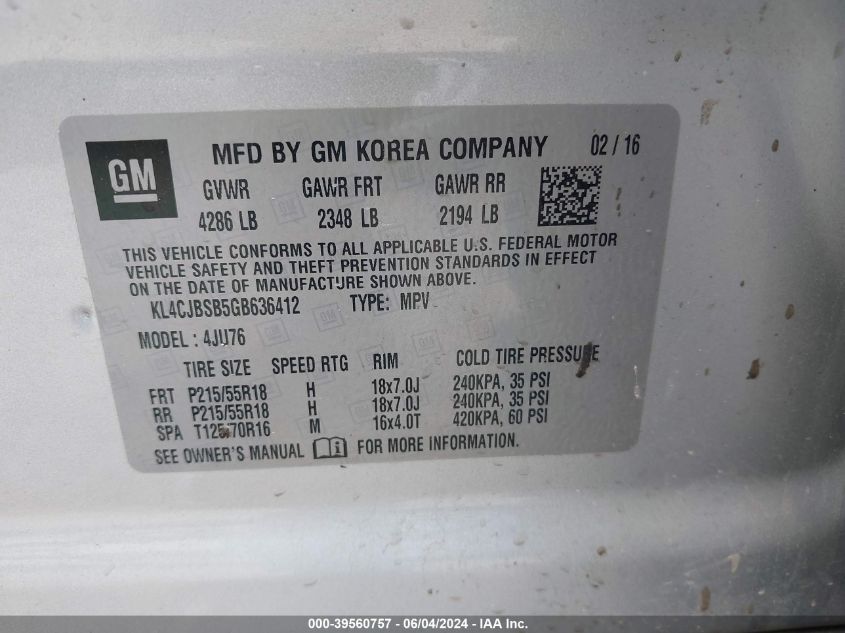 GM
MFD BY GM KOREA COMPANY 02 / 16
GVWR GAWR FRT GAWR RR
4286 LB 2348 LB 2194 LB
THIS VEHICLE CONFORMS TO ALL APPLICABLE U.S. FEDERAL MOTOR
VEHICLE SAFETY AND THEFT PREVENTION STANDARDS IN EFFECT
ON THE DATE OF MANUFACTURE SHOWN ABOVE.
KL4CJBSB5GB636412 TYPE: MPV
MODEL: 4JU76
TIRE SIZE SPEED RTG RIM COLD TIRE PRESSURE
FRT P215/55R18 H 18x7.0J 240KPA, 35 PSI
RR P215/55R18 H 18x7.0J 240KPA, 35 PSI
SPA T125/70R16 M 16x4.0T 420KPA, 60 PSI
SEE OWNER'S MANUAL FOR MORE INFORMATION.
000-39560757 - 06/04/2024 - IAA Inc.